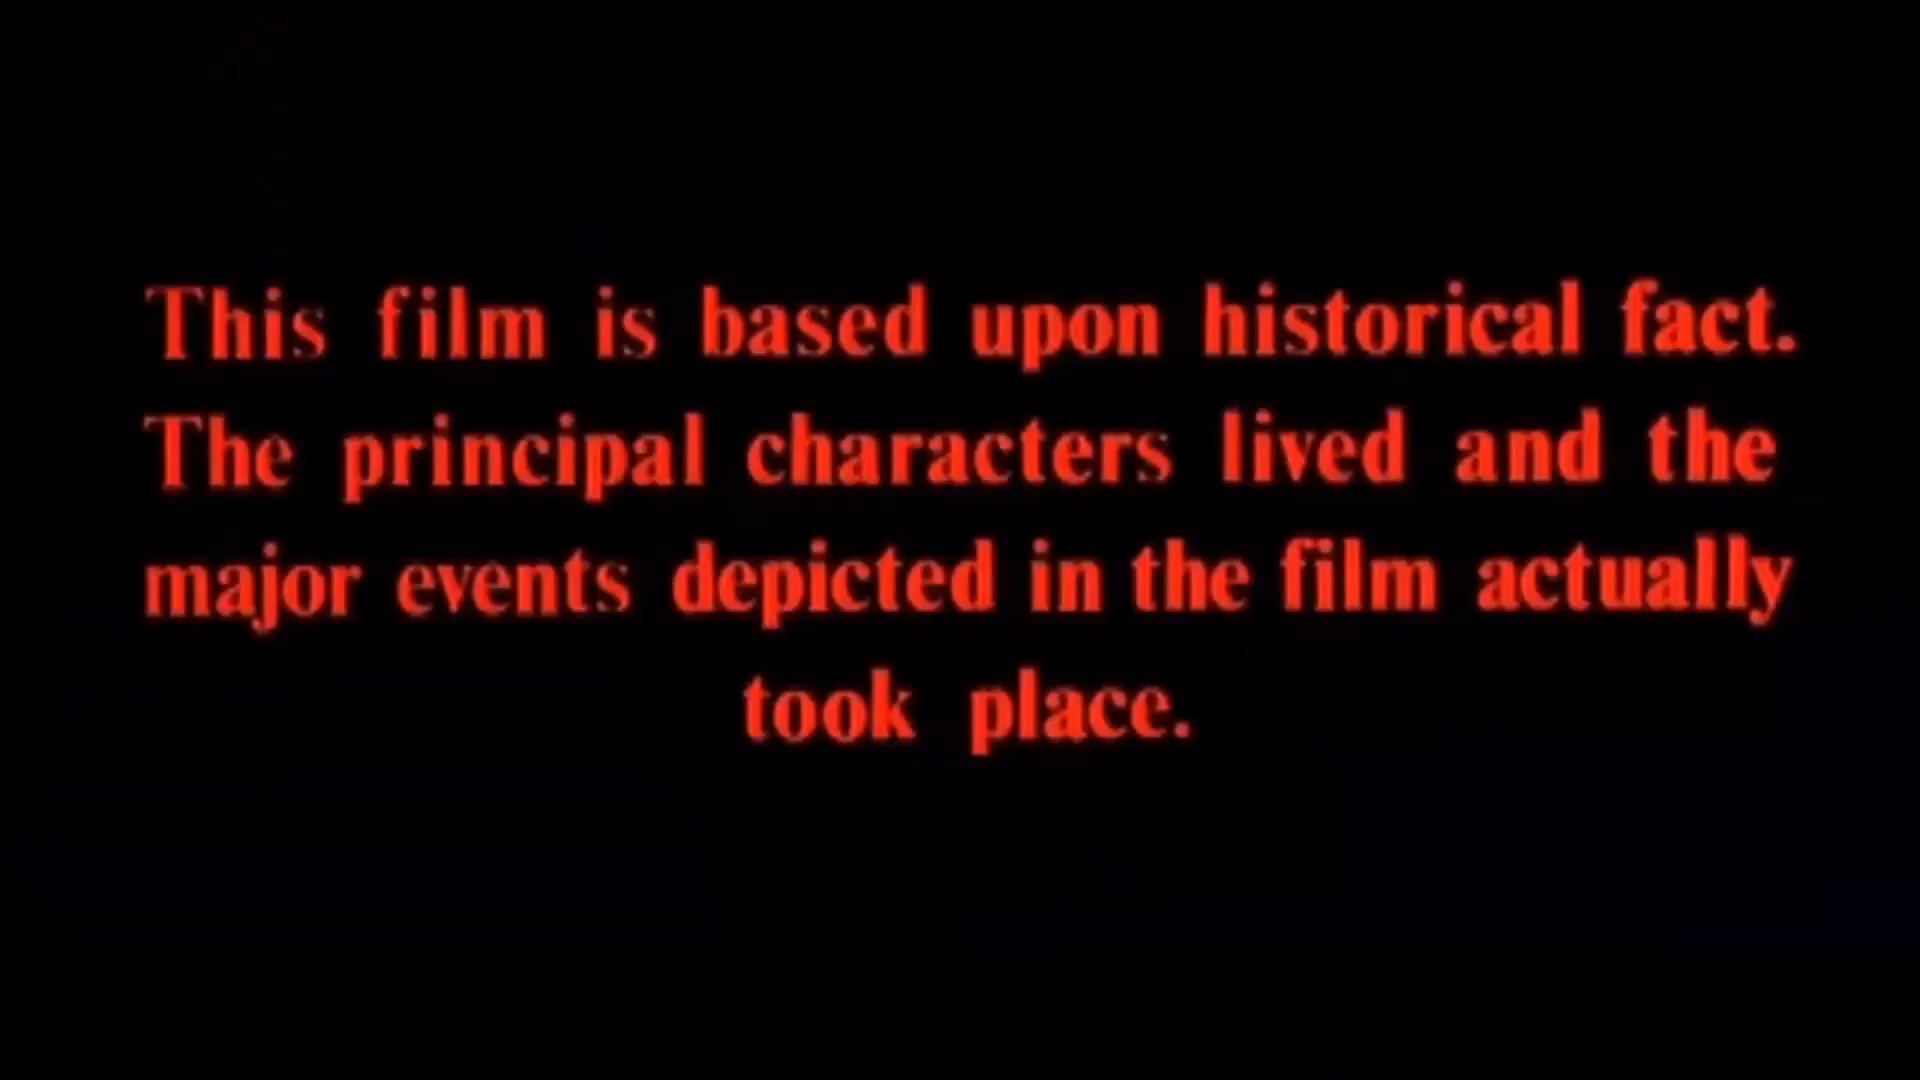 This film is based upon historical fact.
The principal characters lived and the
major events depicted in the film actually
took place.